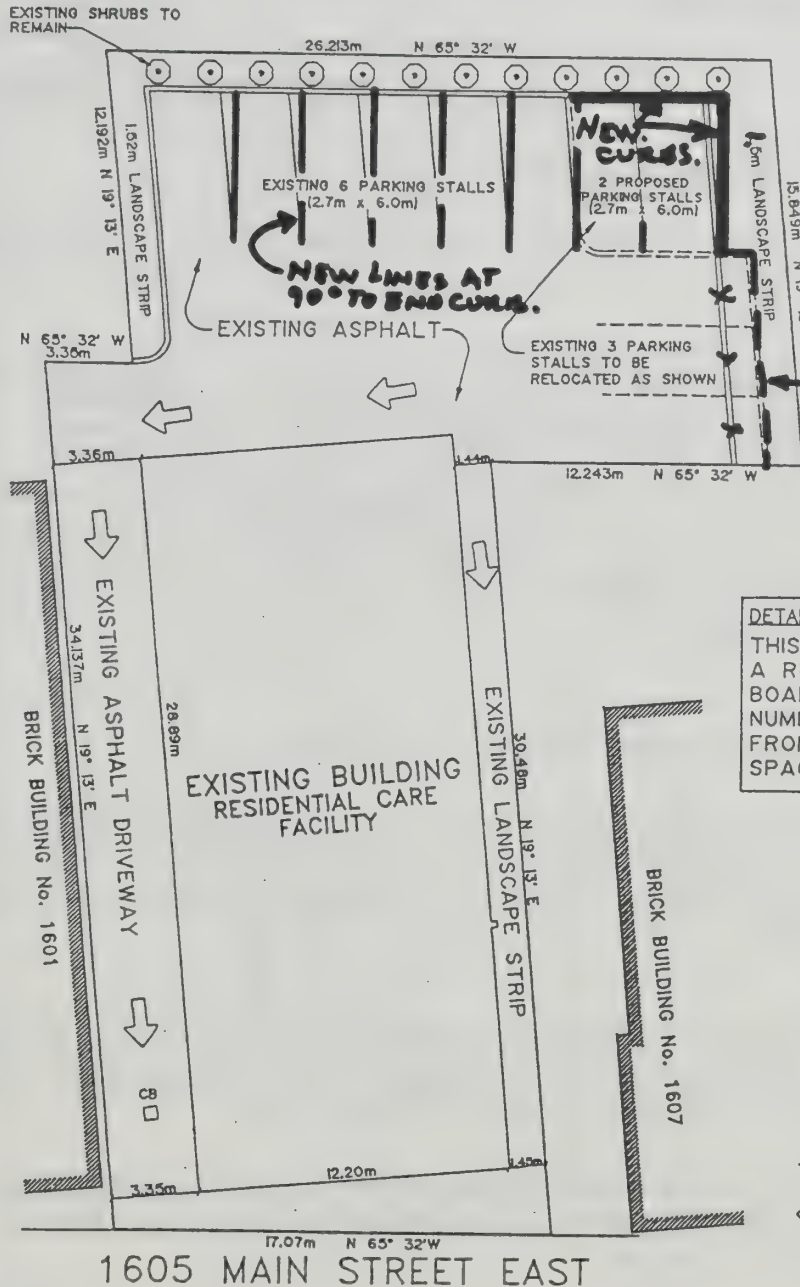 EXISTING SHRUBS TO
REMAIN
26.213m N 65° 32' W
12.192m N 19° 13' E
1.52m LANDSCAPE STRIP
NEW.
CURBS.
EXISTING 6 PARKING STALLS
(2.7m x 6.0m)
2 PROPOSED
PARKING STALLS
(2.7m x 6.0m)
LANDSCAPE STRIP
15.849m
NEW LINES AT
90° TO END CURB.
EXISTING ASPHALT
N 65° 32' W
3.36m
EXISTING 3 PARKING
STALLS TO BE
RELOCATED AS SHOWN
3.36m
1.44m
12.243m N 65° 32' W
EXISTING ASPHALT DRIVEWAY
34.137m N 19° 13' E
28.89m
BRICK BUILDING No. 1601
EXISTING BUILDING
RESIDENTIAL CARE
FACILITY
EXISTING LANDSCAPE STRIP
30.48m N 19° 13' E
DETA
THIS
A R
BOA
NUM
FRO
SPA
BRICK BUILDING No. 1607
CB
3.35m
12.20m
1.45m
17.07m N 65° 32'W
1605 MAIN STREET EAST